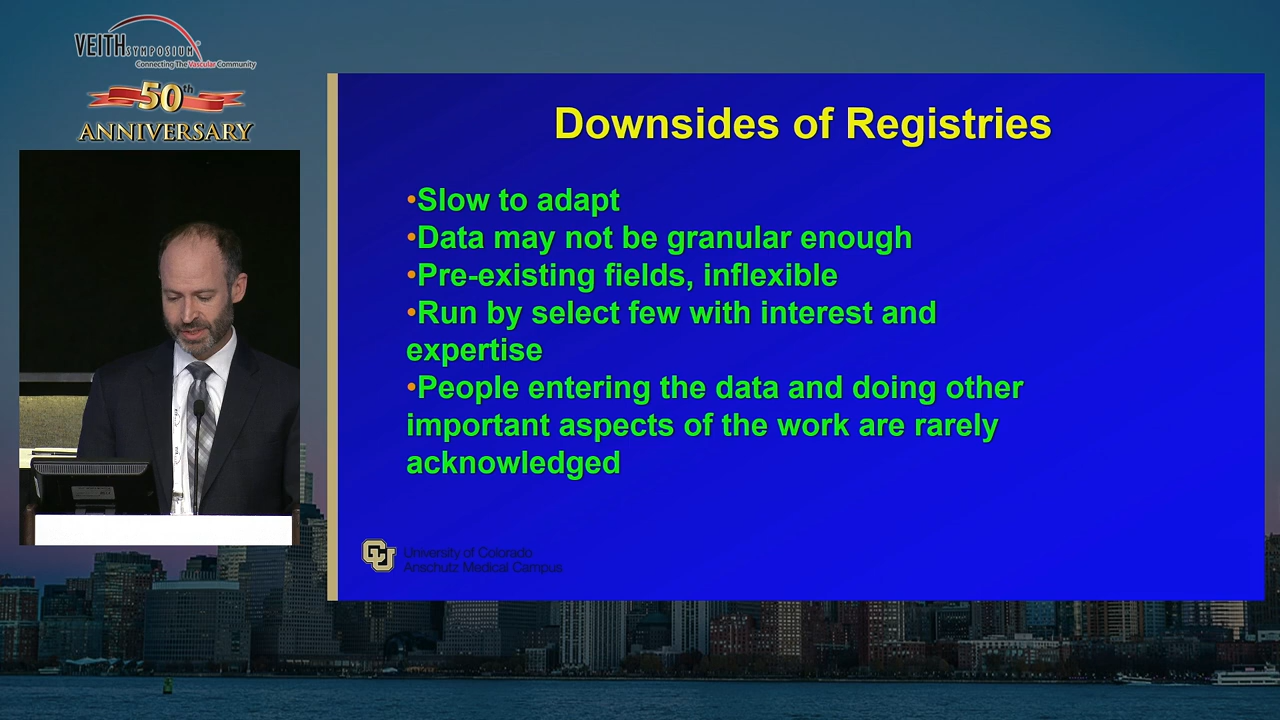 VEITHSYMPOSIUM®
Connecting The Vascular Community
50th
ANNIVERSARY
Downsides of Registries
•Slow to adapt
•Data may not be granular enough
•Pre-existing fields, inflexible
•Run by select few with interest and
expertise
•People entering the data and doing other
important aspects of the work are rarely
acknowledged
University of Colorado
Anschutz Medical Campus